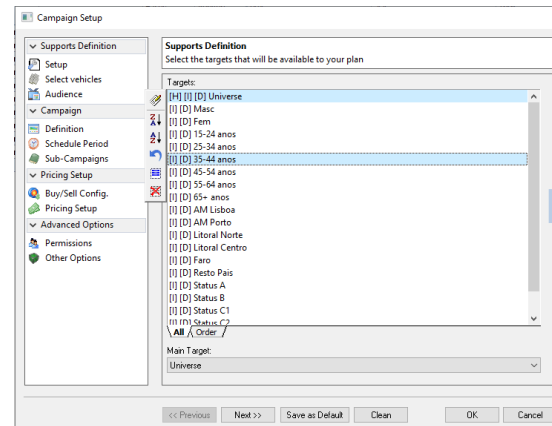 Campaign Setup
Supports Definition
Setup
Select vehicles
Audience
Campaign
Definition
Schedule Period
Sub-Campaigns
Pricing Setup
Buy/Sell Config.
Pricing Setup
Advanced Options
Permissions
Other Options
Supports Definition
Select the targets that will be available to your plan
Targets:
[H] [I] [D] Universe
[I] [D] Masc
[I] [D] Fem
[I] [D] 15-24 anos
[I] [D] 25-34 anos
[I] [D] 35-44 anos
[I] [D] 45-54 anos
[I] [D] 55-64 anos
[I] [D] 65+ anos
[I] [D] AM Lisboa
[I] [D] AM Porto
[I] [D] Litoral Norte
[I] [D] Litoral Centro
[I] [D] Faro
[I] [D] Resto Pais
[I] [D] Status A
[I] [D] Status B
[I] [D] Status C1
[I] [D] Status C2
All Order
Main Target:
Universe
<< Previous Next >> Save as Default Clean OK Cancel